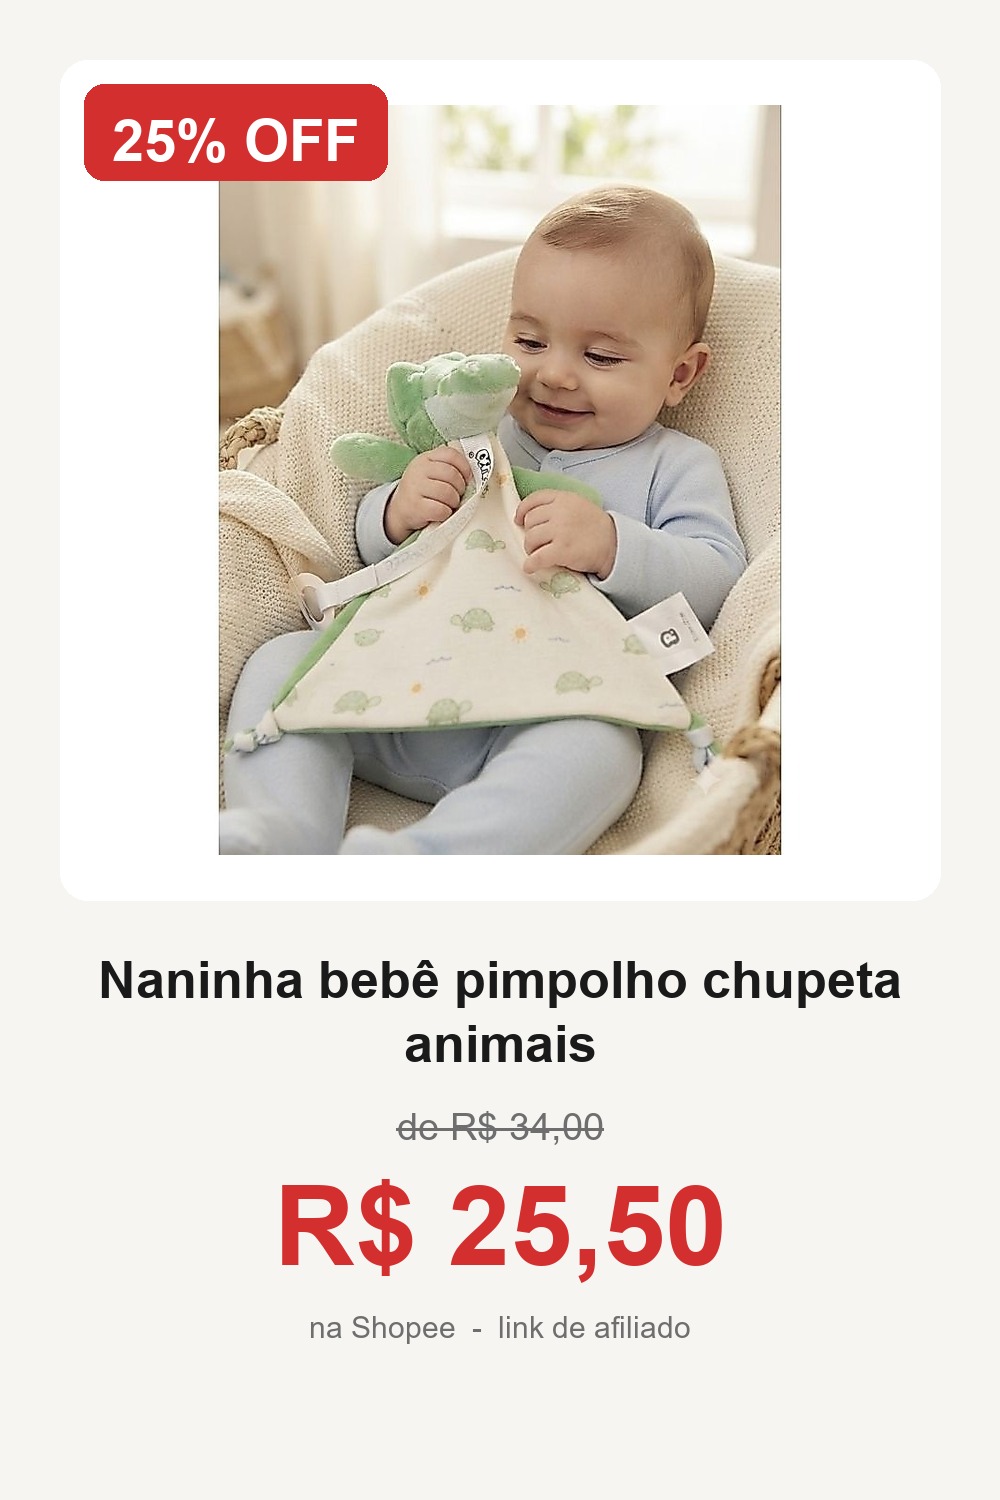 25% OFF
Naninha bebê pimpolho chupeta
animais
de R$ 34,00
R$ 25,50
na Shopee - link de afiliado